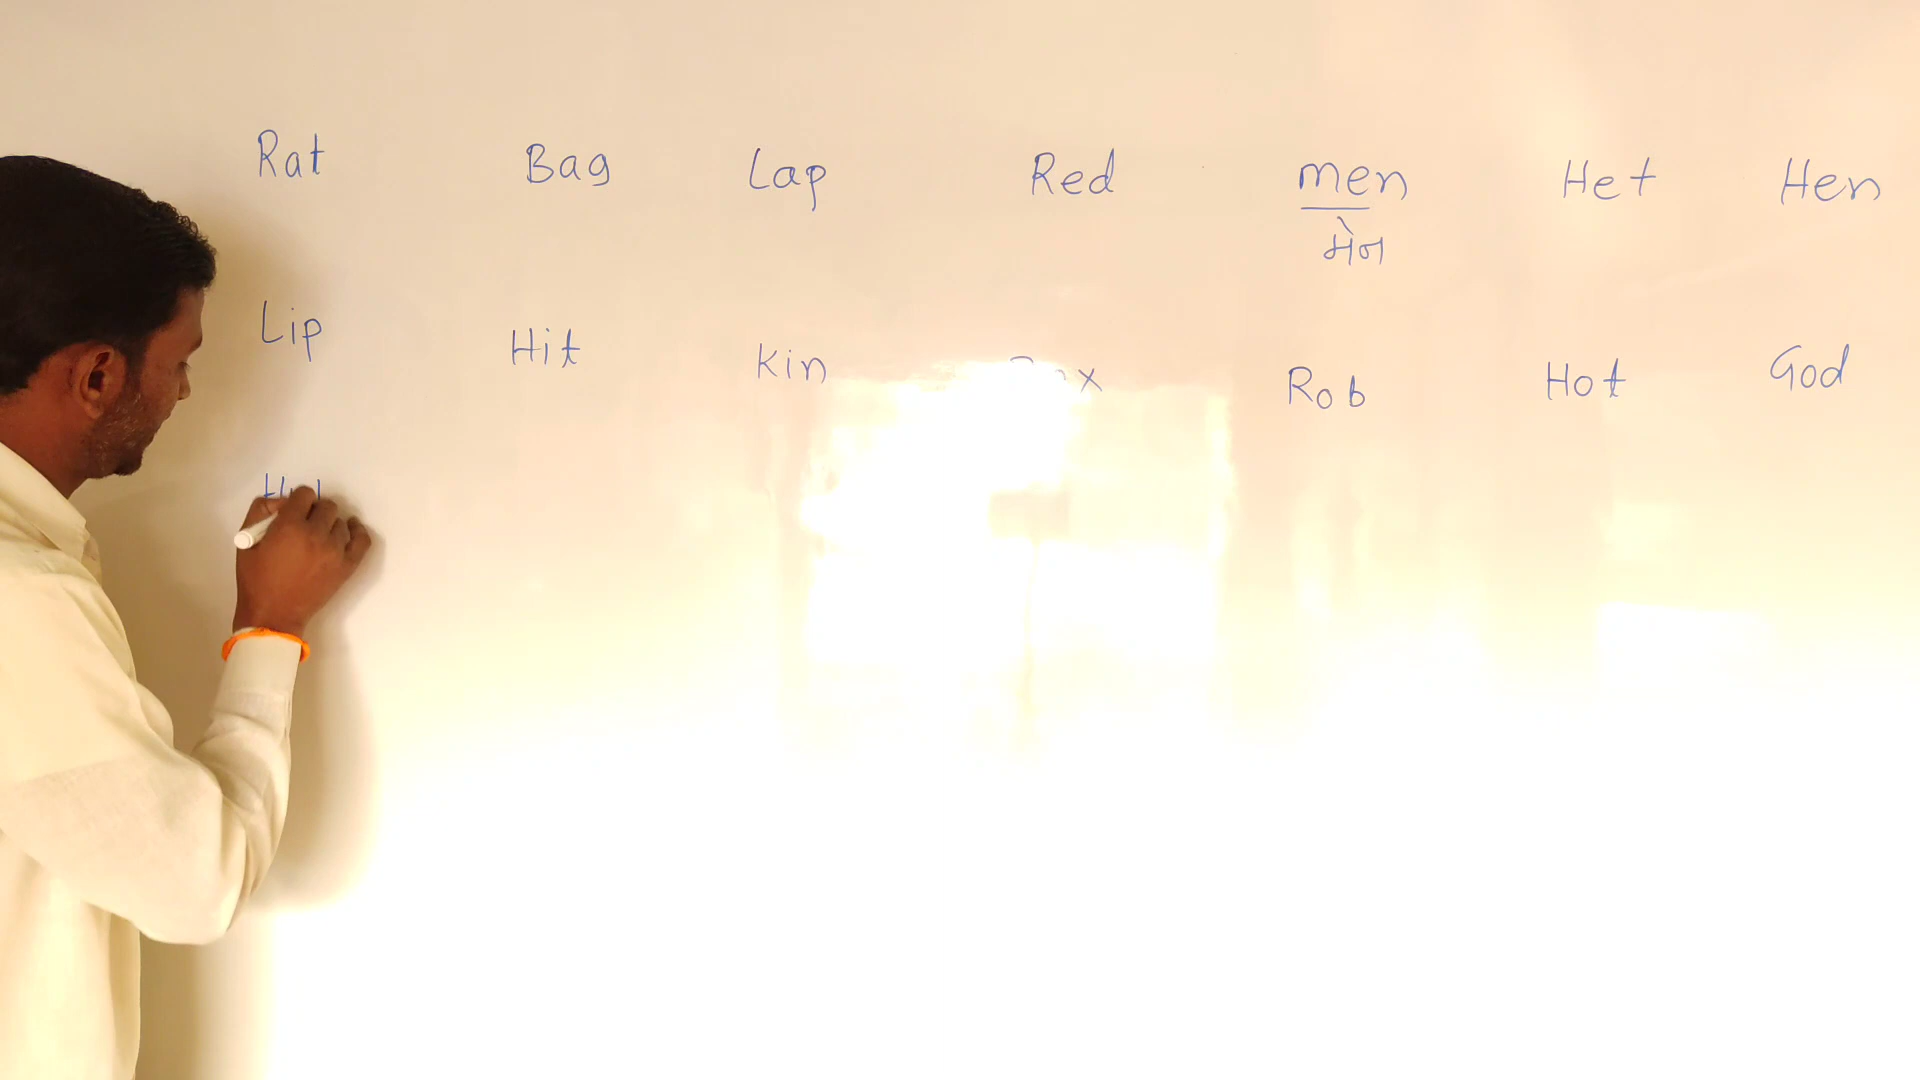 Rat Bag Lap Red men Het Hen
મેન
Lip Hit Kin Rob Hot God